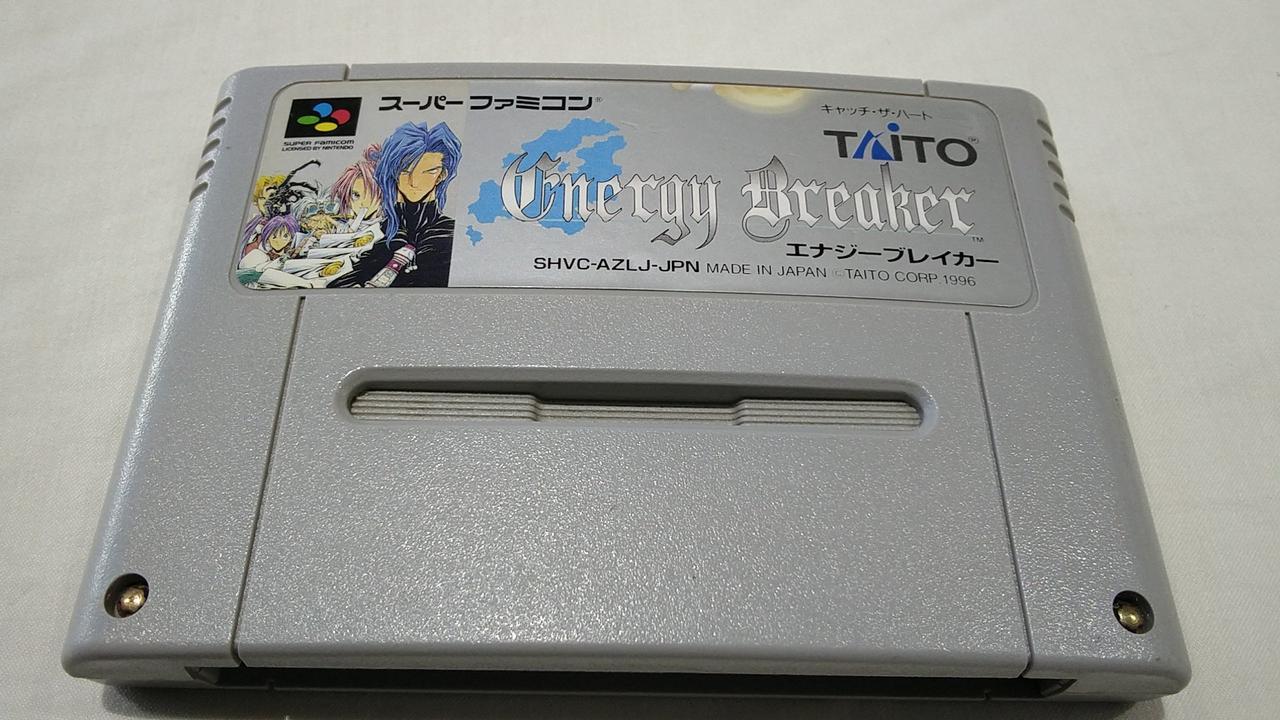 スーパーファミコン®
SUPER FAMICOM
LICENSED BY NINTENDO
キャッチ・ザ・ハート
TAITO™
Energy Breaker™
エナジーブレイカー
SHVC-AZLJ-JPN MADE IN JAPAN ©TAITO CORP.1996